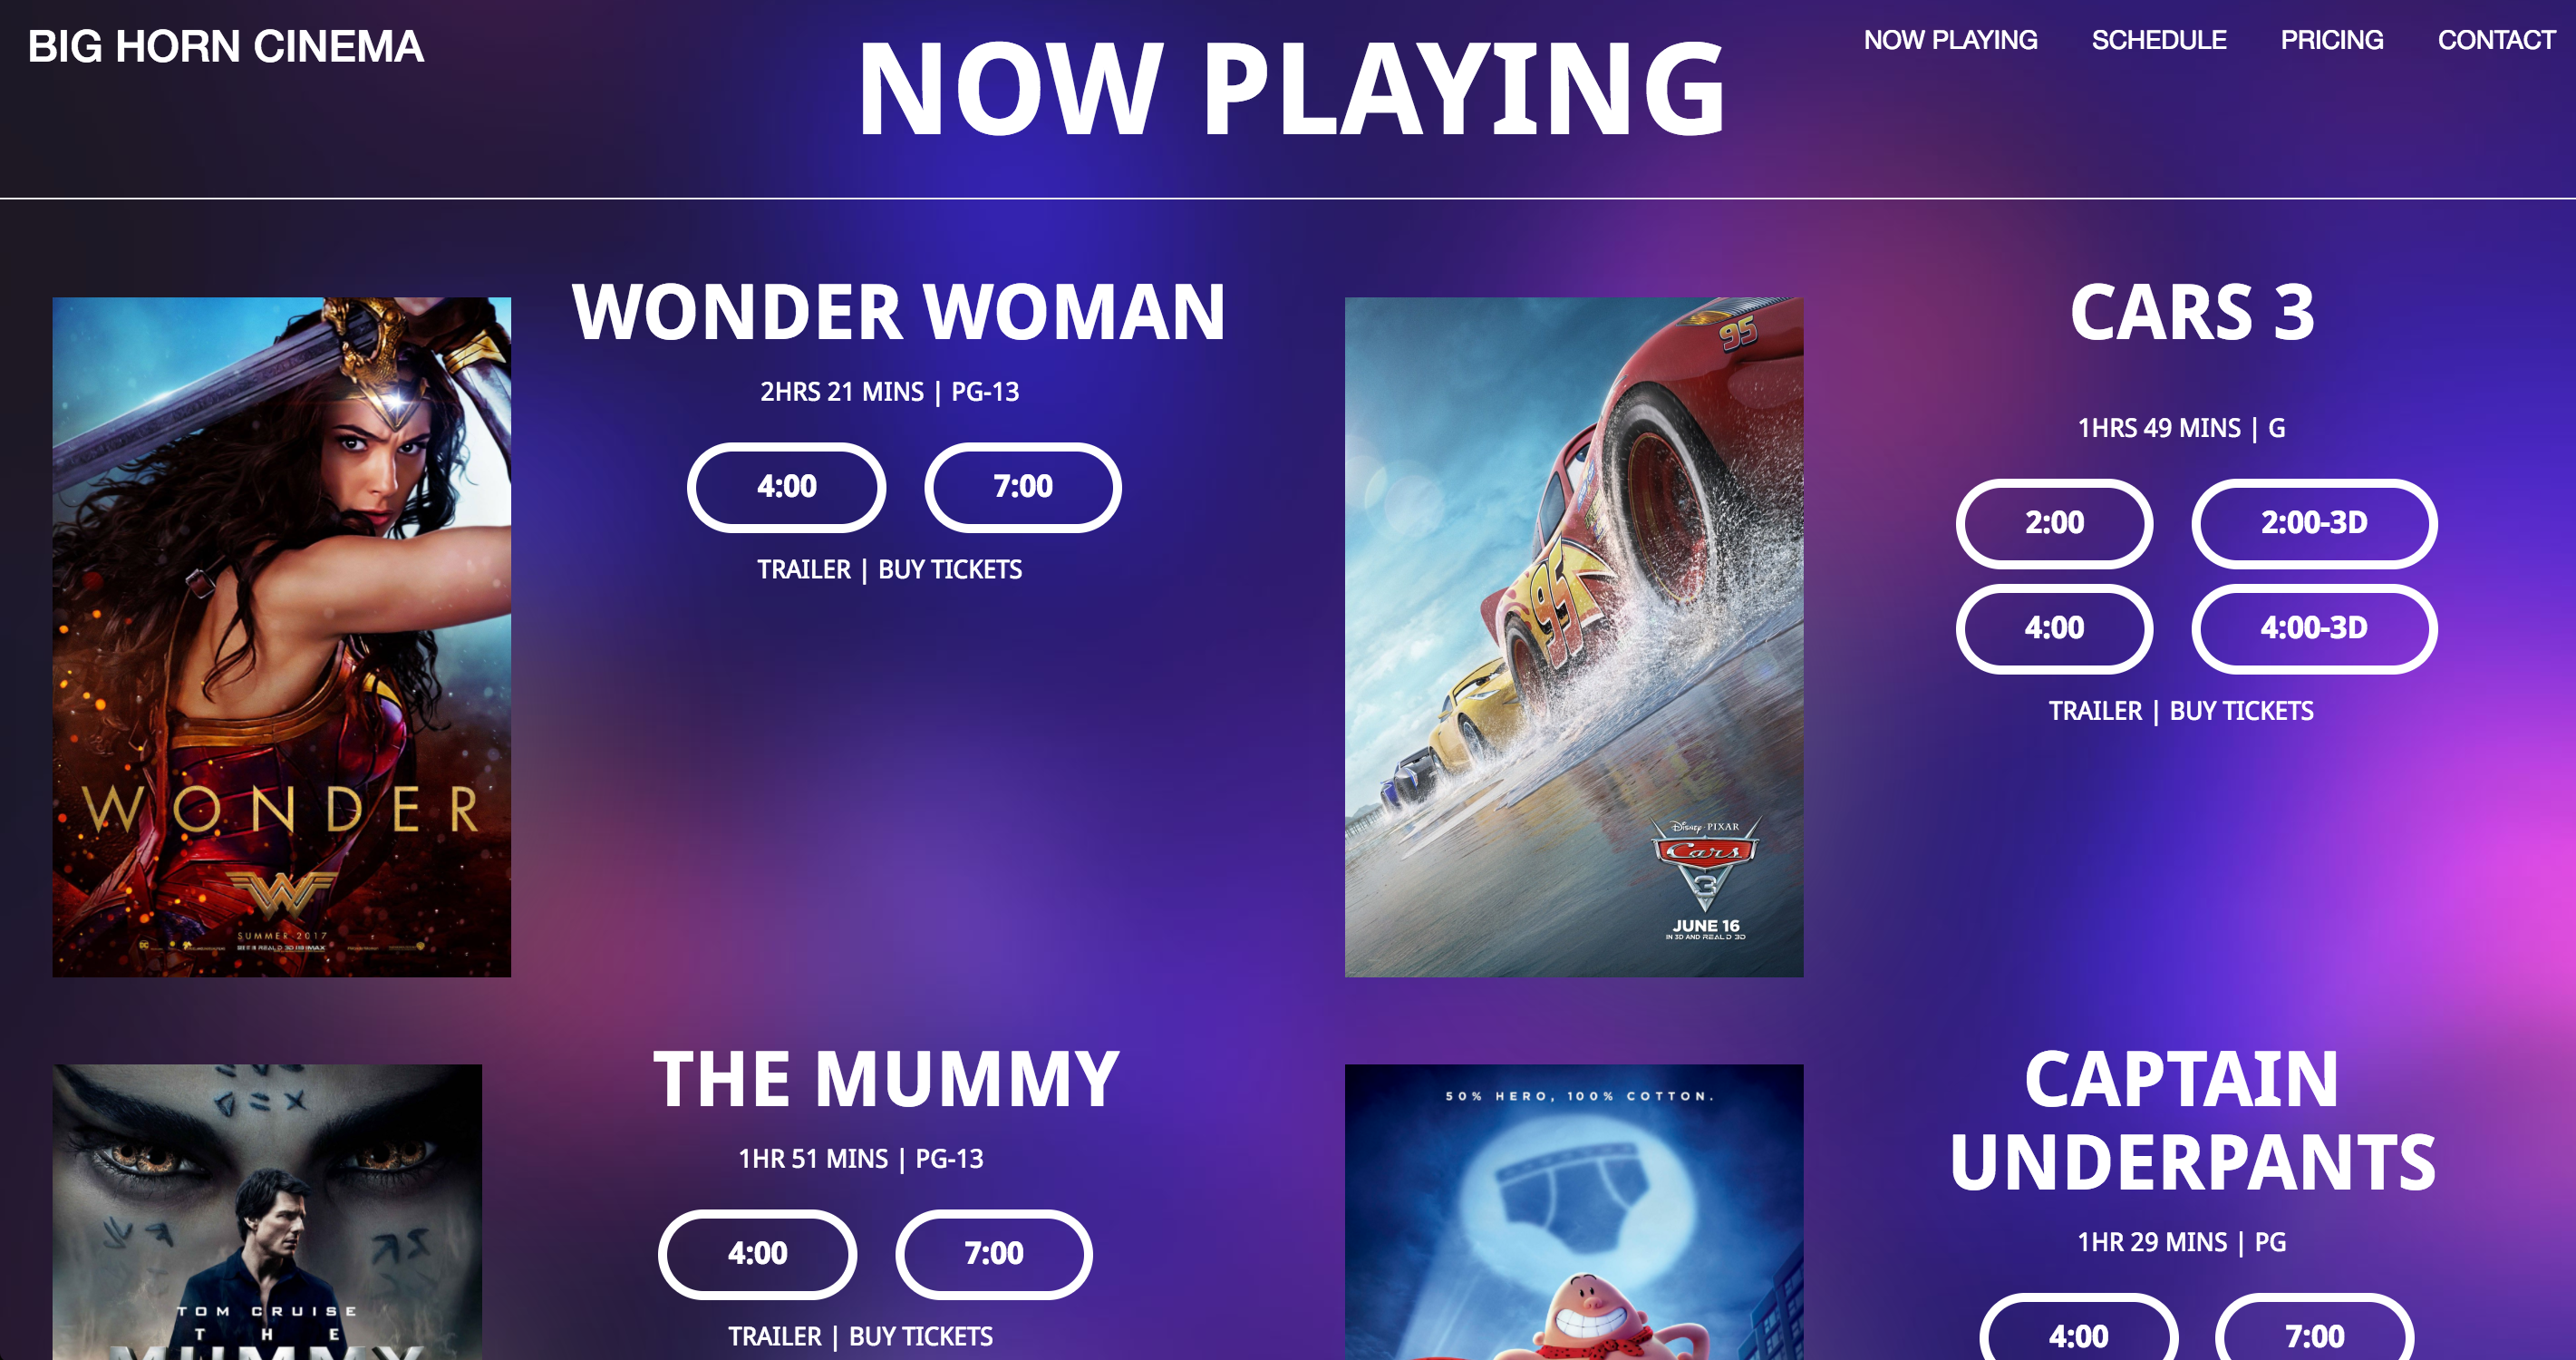 BIG HORN CINEMA
NOW PLAYING
NOW PLAYING SCHEDULE PRICING CONTACT
WONDER WOMAN
2HRS 21 MINS | PG-13
4:00 7:00
TRAILER | BUY TICKETS
WONDER
W
SUMMER 2017
CARS 3
1HRS 49 MINS | G
2:00 2:00-3D
4:00 4:00-3D
TRAILER | BUY TICKETS
95
95
Disney·PIXAR
Cars
3
JUNE 16
IN 3D AND REAL D 3D
THE MUMMY
1HR 51 MINS | PG-13
4:00 7:00
TRAILER | BUY TICKETS
TOM CRUISE
THE
MUMMY
CAPTAIN
UNDERPANTS
1HR 29 MINS | PG
4:00 7:00
50% HERO, 100% COTTON.